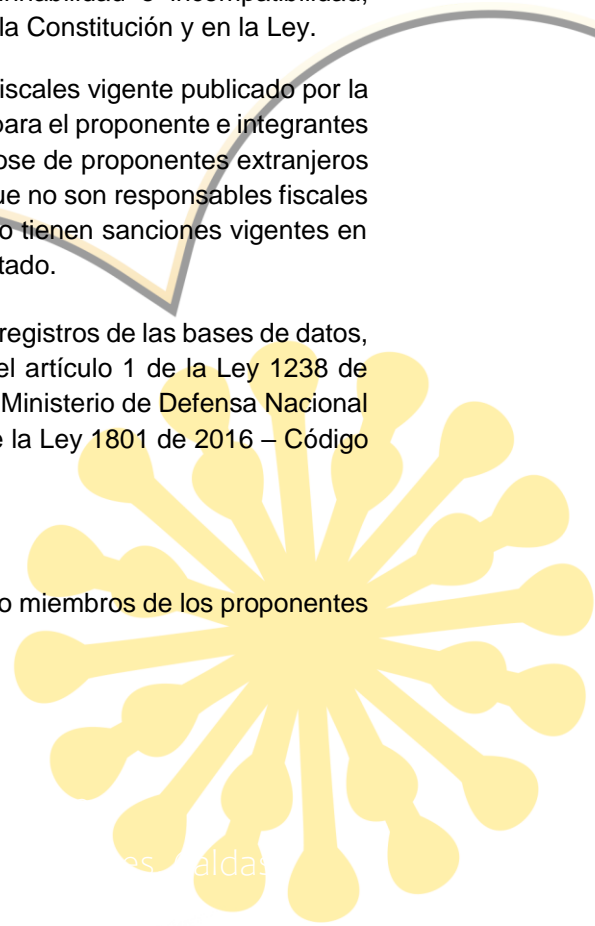 la Constitución y en la Ley.
iscales vigente publicado por la
para el proponente e integrantes
ose de proponentes extranjeros
ue no son responsables fiscales
o tienen sanciones vigentes en
tado.
registros de las bases de datos,
el artículo 1 de la Ley 1238 de
Ministerio de Defensa Nacional
e la Ley 1801 de 2016 – Código
o miembros de los proponentes
es, Caldas